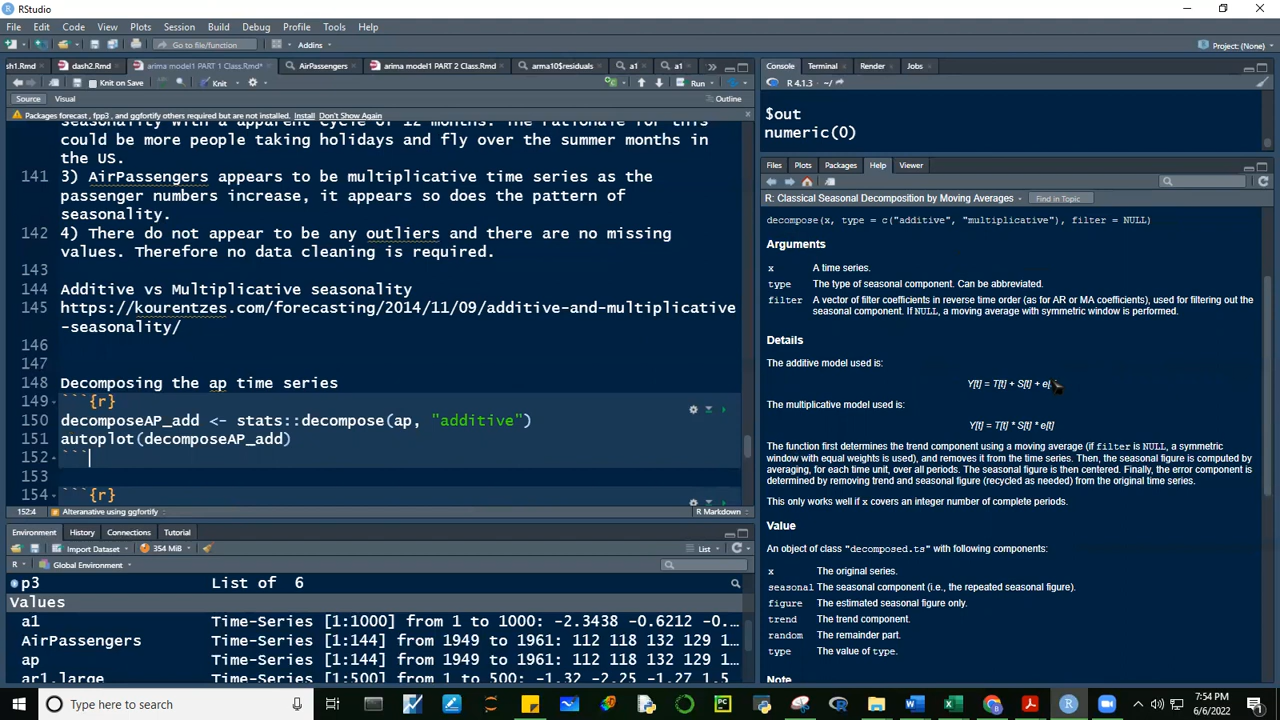 RStudio
File Edit Code View Plots Session Build Debug Profile Tools Help
Go to file/function Addins Project: (None)
sh1.Rmd dash2.Rmd arima model1 PART 1 Class.Rmd* AirPassengers arima model1 PART 2 Class.Rmd arma10$residuals a1 a1
Knit on Save Knit Run
Source Visual Outline
Packages forecast, fpp3 , and ggfortify others required but are not installed. Install Don't Show Again
seasonality with a apparent cycle of 12 months. The rationale for this
could be more people taking holidays and fly over the summer months in
the US.
141 3) AirPassengers appears to be multiplicative time series as the
passenger numbers increase, it appears so does the pattern of
seasonality.
142 4) There do not appear to be any outliers and there are no missing
values. Therefore no data cleaning is required.
143
144 Additive vs Multiplicative seasonality
145 https://kourentzes.com/forecasting/2014/11/09/additive-and-multiplicative
-seasonality/
146
147
148 Decomposing the ap time series
149 ```{r}
150 decomposeAP_add <- stats::decompose(ap, "additive")
151 autoplot(decomposeAP_add)
152 ```
153
154 ```{r}
152:4 Alteranative using ggfortify R Markdown
Environment History Connections Tutorial
Import Dataset 354 MiB List
R Global Environment
p3 List of 6
Values
a1 Time-Series [1:1000] from 1 to 1000: -2.3438 -0.6212 -0...
AirPassengers Time-Series [1:144] from 1949 to 1961: 112 118 132 129 1...
ap Time-Series [1:144] from 1949 to 1961: 112 118 132 129 1...
ar1.large Time-Series [1:500] from 1 to 500: -1.32 -2.25 -1.27 1.5
Console Terminal Render Jobs
R 4.1.3 · ~/
$out
numeric(0)
Files Plots Packages Help Viewer
R: Classical Seasonal Decomposition by Moving Averages Find in Topic
decompose(x, type = c("additive", "multiplicative"), filter = NULL)
Arguments
x A time series.
type The type of seasonal component. Can be abbreviated.
filter A vector of filter coefficients in reverse time order (as for AR or MA coefficients), used for filtering out the
seasonal component. If NULL, a moving average with symmetric window is performed.
Details
The additive model used is:
Y[t] = T[t] + S[t] + e[
The multiplicative model used is:
Y[t] = T[t] * S[t] * e[t]
The function first determines the trend component using a moving average (if filter is NULL, a symmetric
window with equal weights is used), and removes it from the time series. Then, the seasonal figure is computed by
averaging, for each time unit, over all periods. The seasonal figure is then centered. Finally, the error component is
determined by removing trend and seasonal figure (recycled as needed) from the original time series.
This only works well if x covers an integer number of complete periods.
Value
An object of class "decomposed.ts" with following components:
x The original series.
seasonal The seasonal component (i.e., the repeated seasonal figure).
figure The estimated seasonal figure only.
trend The trend component.
random The remainder part.
type The value of type.
Note
Type here to search
7:54 PM
6/6/2022